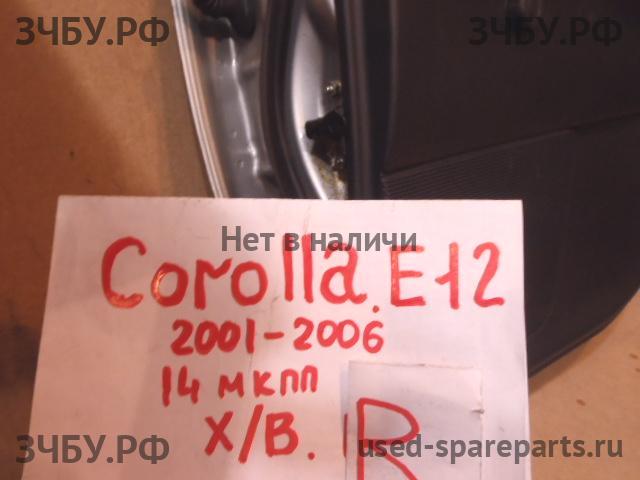 ЗЧБУ.РФ ЗЧБУ.РФ
Нет в наличи
Corolla. E12
2001-2006
14 мкпп
Х/В. R
ЗЧБУ.РФ used-spareparts.ru